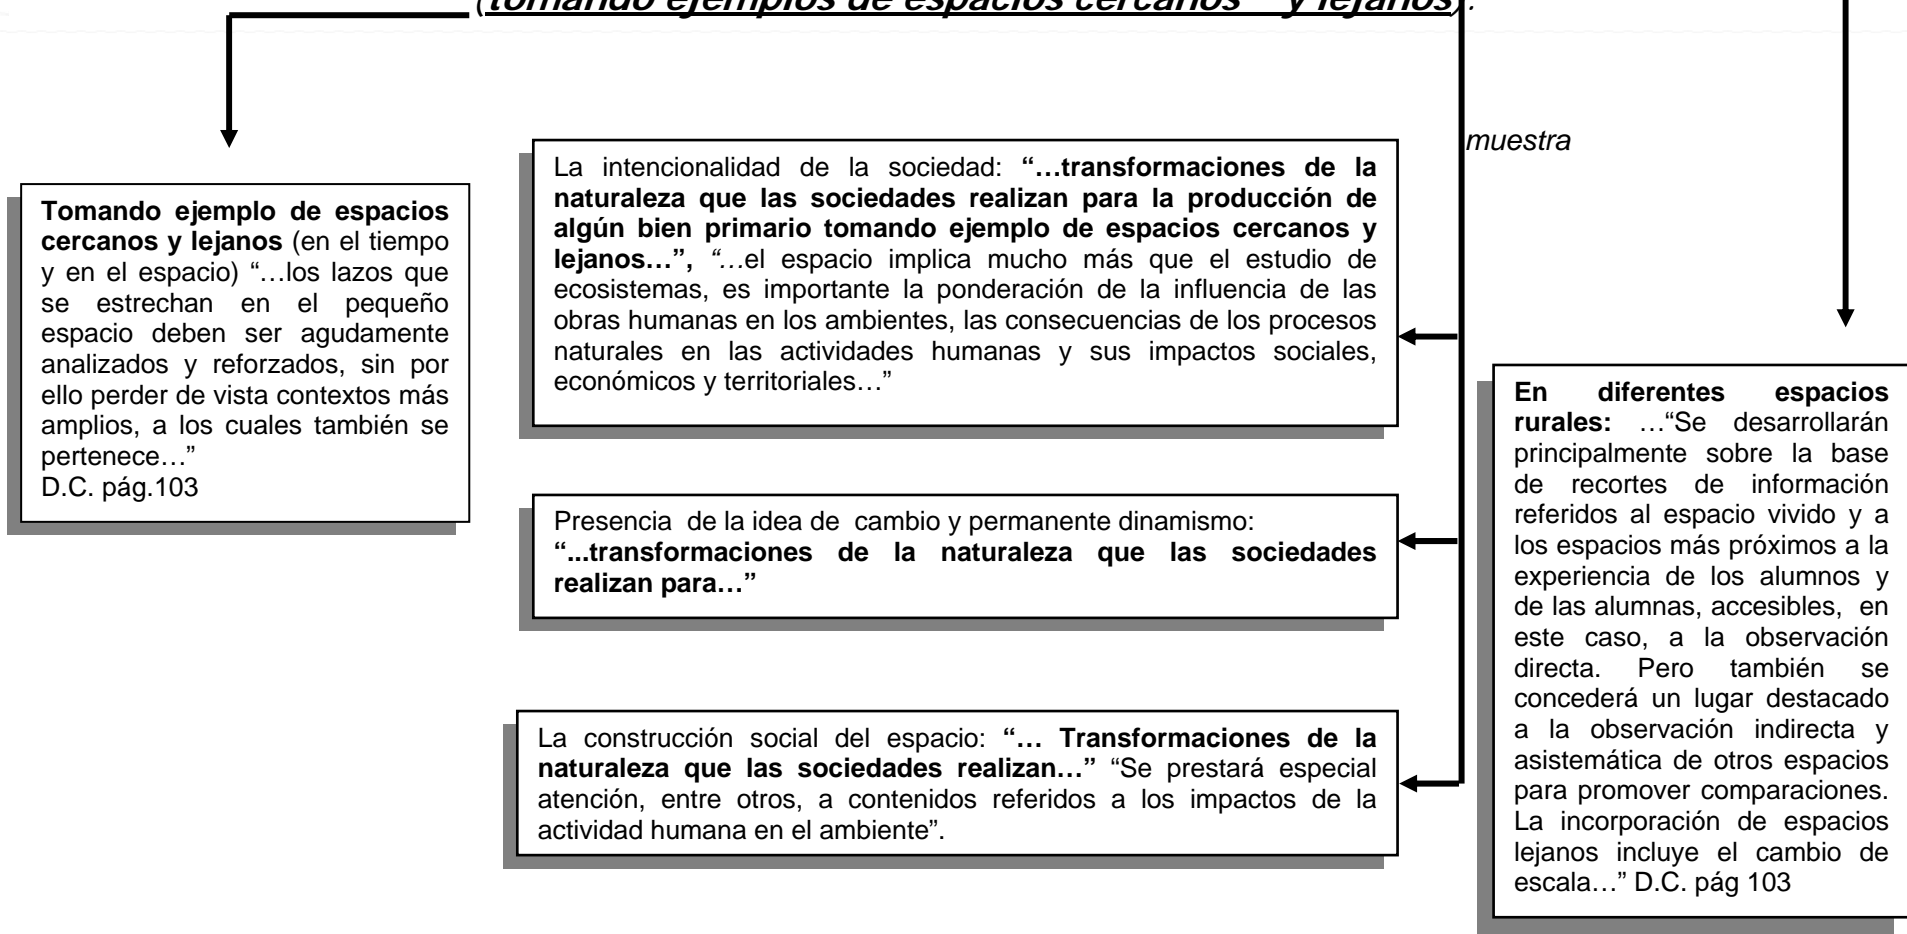 (tomando ejemplos de espacios cercanos y lejanos).
muestra
Tomando ejemplo de espacios
cercanos y lejanos (en el tiempo
y en el espacio) “…los lazos que
se estrechan en el pequeño
espacio deben ser agudamente
analizados y reforzados, sin por
ello perder de vista contextos más
amplios, a los cuales también se
pertenece…”
D.C. pág.103
La intencionalidad de la sociedad: “…transformaciones de la
naturaleza que las sociedades realizan para la producción de
algún bien primario tomando ejemplo de espacios cercanos y
lejanos…”, “…el espacio implica mucho más que el estudio de
ecosistemas, es importante la ponderación de la influencia de las
obras humanas en los ambientes, las consecuencias de los procesos
naturales en las actividades humanas y sus impactos sociales,
económicos y territoriales…”
Presencia de la idea de cambio y permanente dinamismo:
“...transformaciones de la naturaleza que las sociedades
realizan para…”
La construcción social del espacio: “… Transformaciones de la
naturaleza que las sociedades realizan…” “Se prestará especial
atención, entre otros, a contenidos referidos a los impactos de la
actividad humana en el ambiente”.
En diferentes espacios
rurales: …“Se desarrollarán
principalmente sobre la base
de recortes de información
referidos al espacio vivido y a
los espacios más próximos a la
experiencia de los alumnos y
de las alumnas, accesibles, en
este caso, a la observación
directa. Pero también se
concederá un lugar destacado
a la observación indirecta y
asistemática de otros espacios
para promover comparaciones.
La incorporación de espacios
lejanos incluye el cambio de
escala…” D.C. pág 103